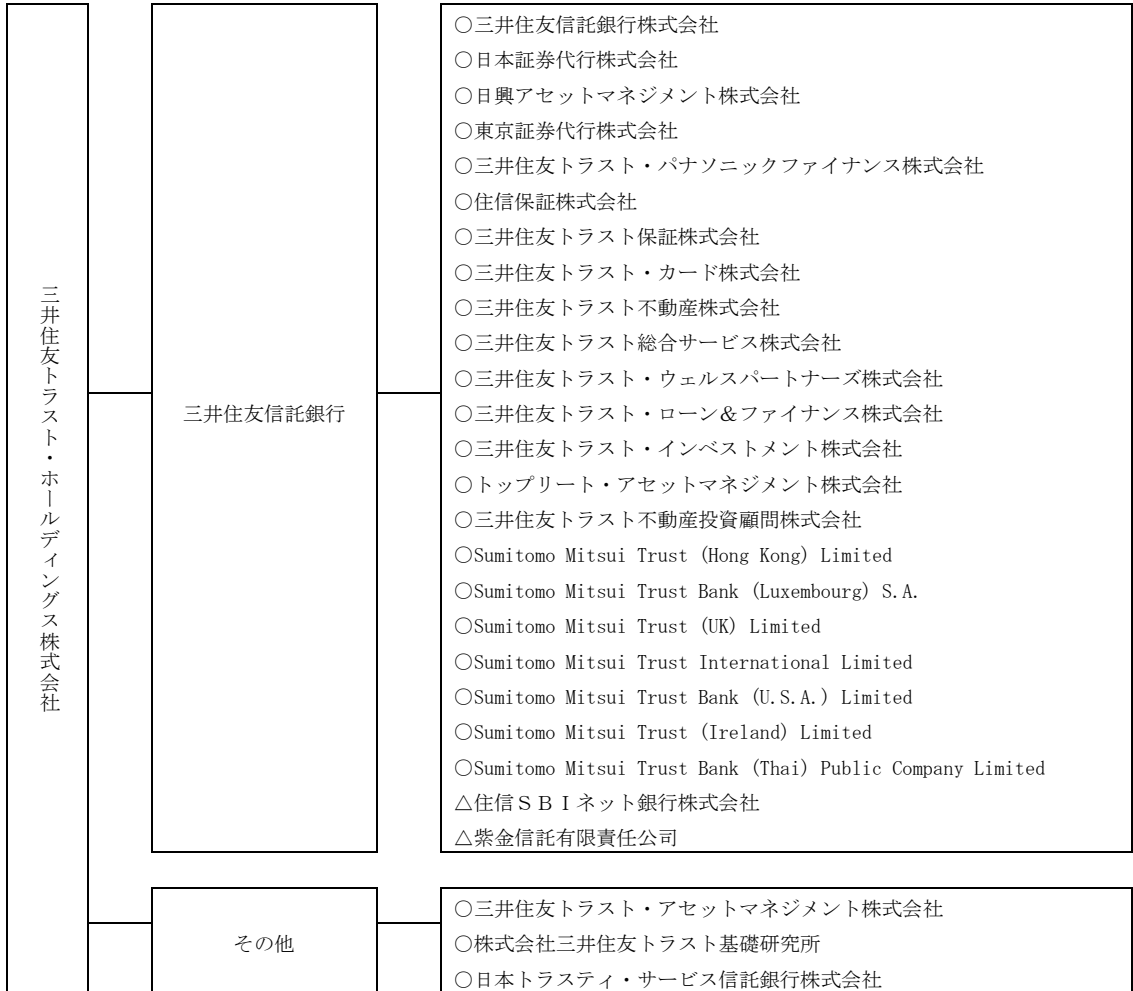 三井住友トラスト・ホールディングス株式会社
三井住友信託銀行
○三井住友信託銀行株式会社
○日本証券代行株式会社
○日興アセットマネジメント株式会社
○東京証券代行株式会社
○三井住友トラスト・パナソニックファイナンス株式会社
○住信保証株式会社
○三井住友トラスト保証株式会社
○三井住友トラスト・カード株式会社
○三井住友トラスト不動産株式会社
○三井住友トラスト総合サービス株式会社
○三井住友トラスト・ウェルスパートナーズ株式会社
○三井住友トラスト・ローン&ファイナンス株式会社
○三井住友トラスト・インベストメント株式会社
○トップリート・アセットマネジメント株式会社
○三井住友トラスト不動産投資顧問株式会社
○Sumitomo Mitsui Trust (Hong Kong) Limited
○Sumitomo Mitsui Trust Bank (Luxembourg) S.A.
○Sumitomo Mitsui Trust (UK) Limited
○Sumitomo Mitsui Trust International Limited
○Sumitomo Mitsui Trust Bank (U.S.A.) Limited
○Sumitomo Mitsui Trust (Ireland) Limited
○Sumitomo Mitsui Trust Bank (Thai) Public Company Limited
△住信SBIネット銀行株式会社
△紫金信託有限責任公司
その他
○三井住友トラスト・アセットマネジメント株式会社
○株式会社三井住友トラスト基礎研究所
○日本トラスティ・サービス信託銀行株式会社